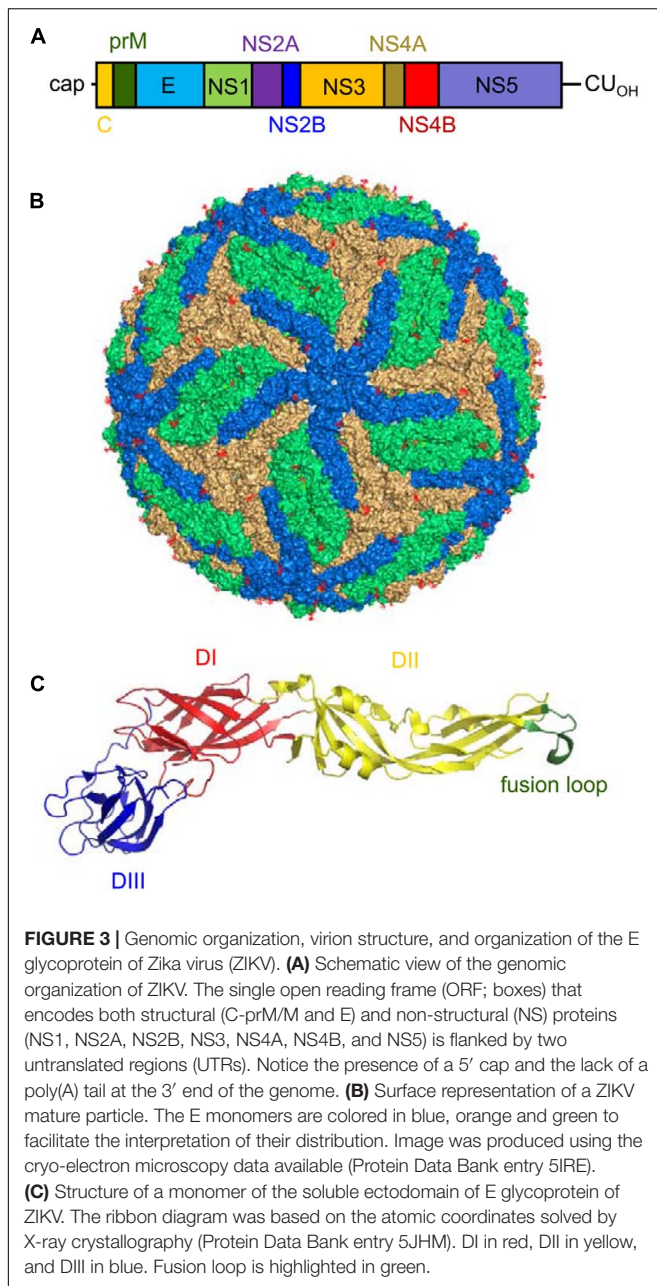 A
prM
NS2A
NS4A
cap
E
NS1
NS3
NS5
CU_OH
C
NS2B
NS4B
B
DI
DII
C
fusion loop
DIII
FIGURE 3 | Genomic organization, virion structure, and organization of the E
glycoprotein of Zika virus (ZIKV). (A) Schematic view of the genomic
organization of ZIKV. The single open reading frame (ORF; boxes) that
encodes both structural (C-prM/M and E) and non-structural (NS) proteins
(NS1, NS2A, NS2B, NS3, NS4A, NS4B, and NS5) is flanked by two
untranslated regions (UTRs). Notice the presence of a 5′ cap and the lack of a
poly(A) tail at the 3′ end of the genome. (B) Surface representation of a ZIKV
mature particle. The E monomers are colored in blue, orange and green to
facilitate the interpretation of their distribution. Image was produced using the
cryo-electron microscopy data available (Protein Data Bank entry 5IRE).
(C) Structure of a monomer of the soluble ectodomain of E glycoprotein of
ZIKV. The ribbon diagram was based on the atomic coordinates solved by
X-ray crystallography (Protein Data Bank entry 5JHM). DI in red, DII in yellow,
and DIII in blue. Fusion loop is highlighted in green.